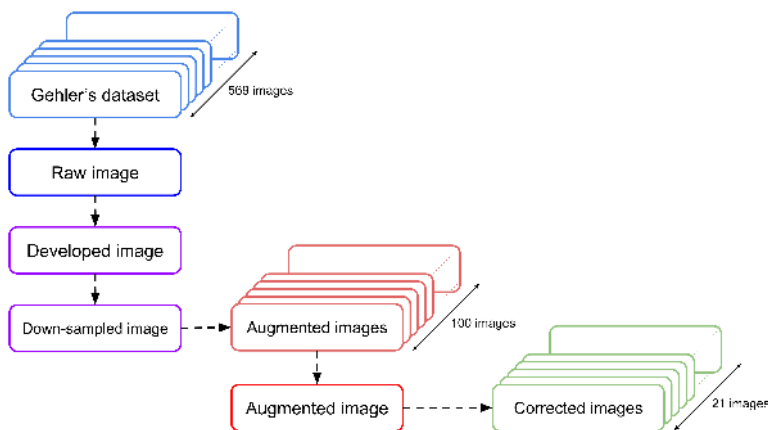 Gehler's dataset
569 images
Raw image
Developed image
Down-sampled image
Augmented images
100 images
Augmented image
Corrected images
21 images